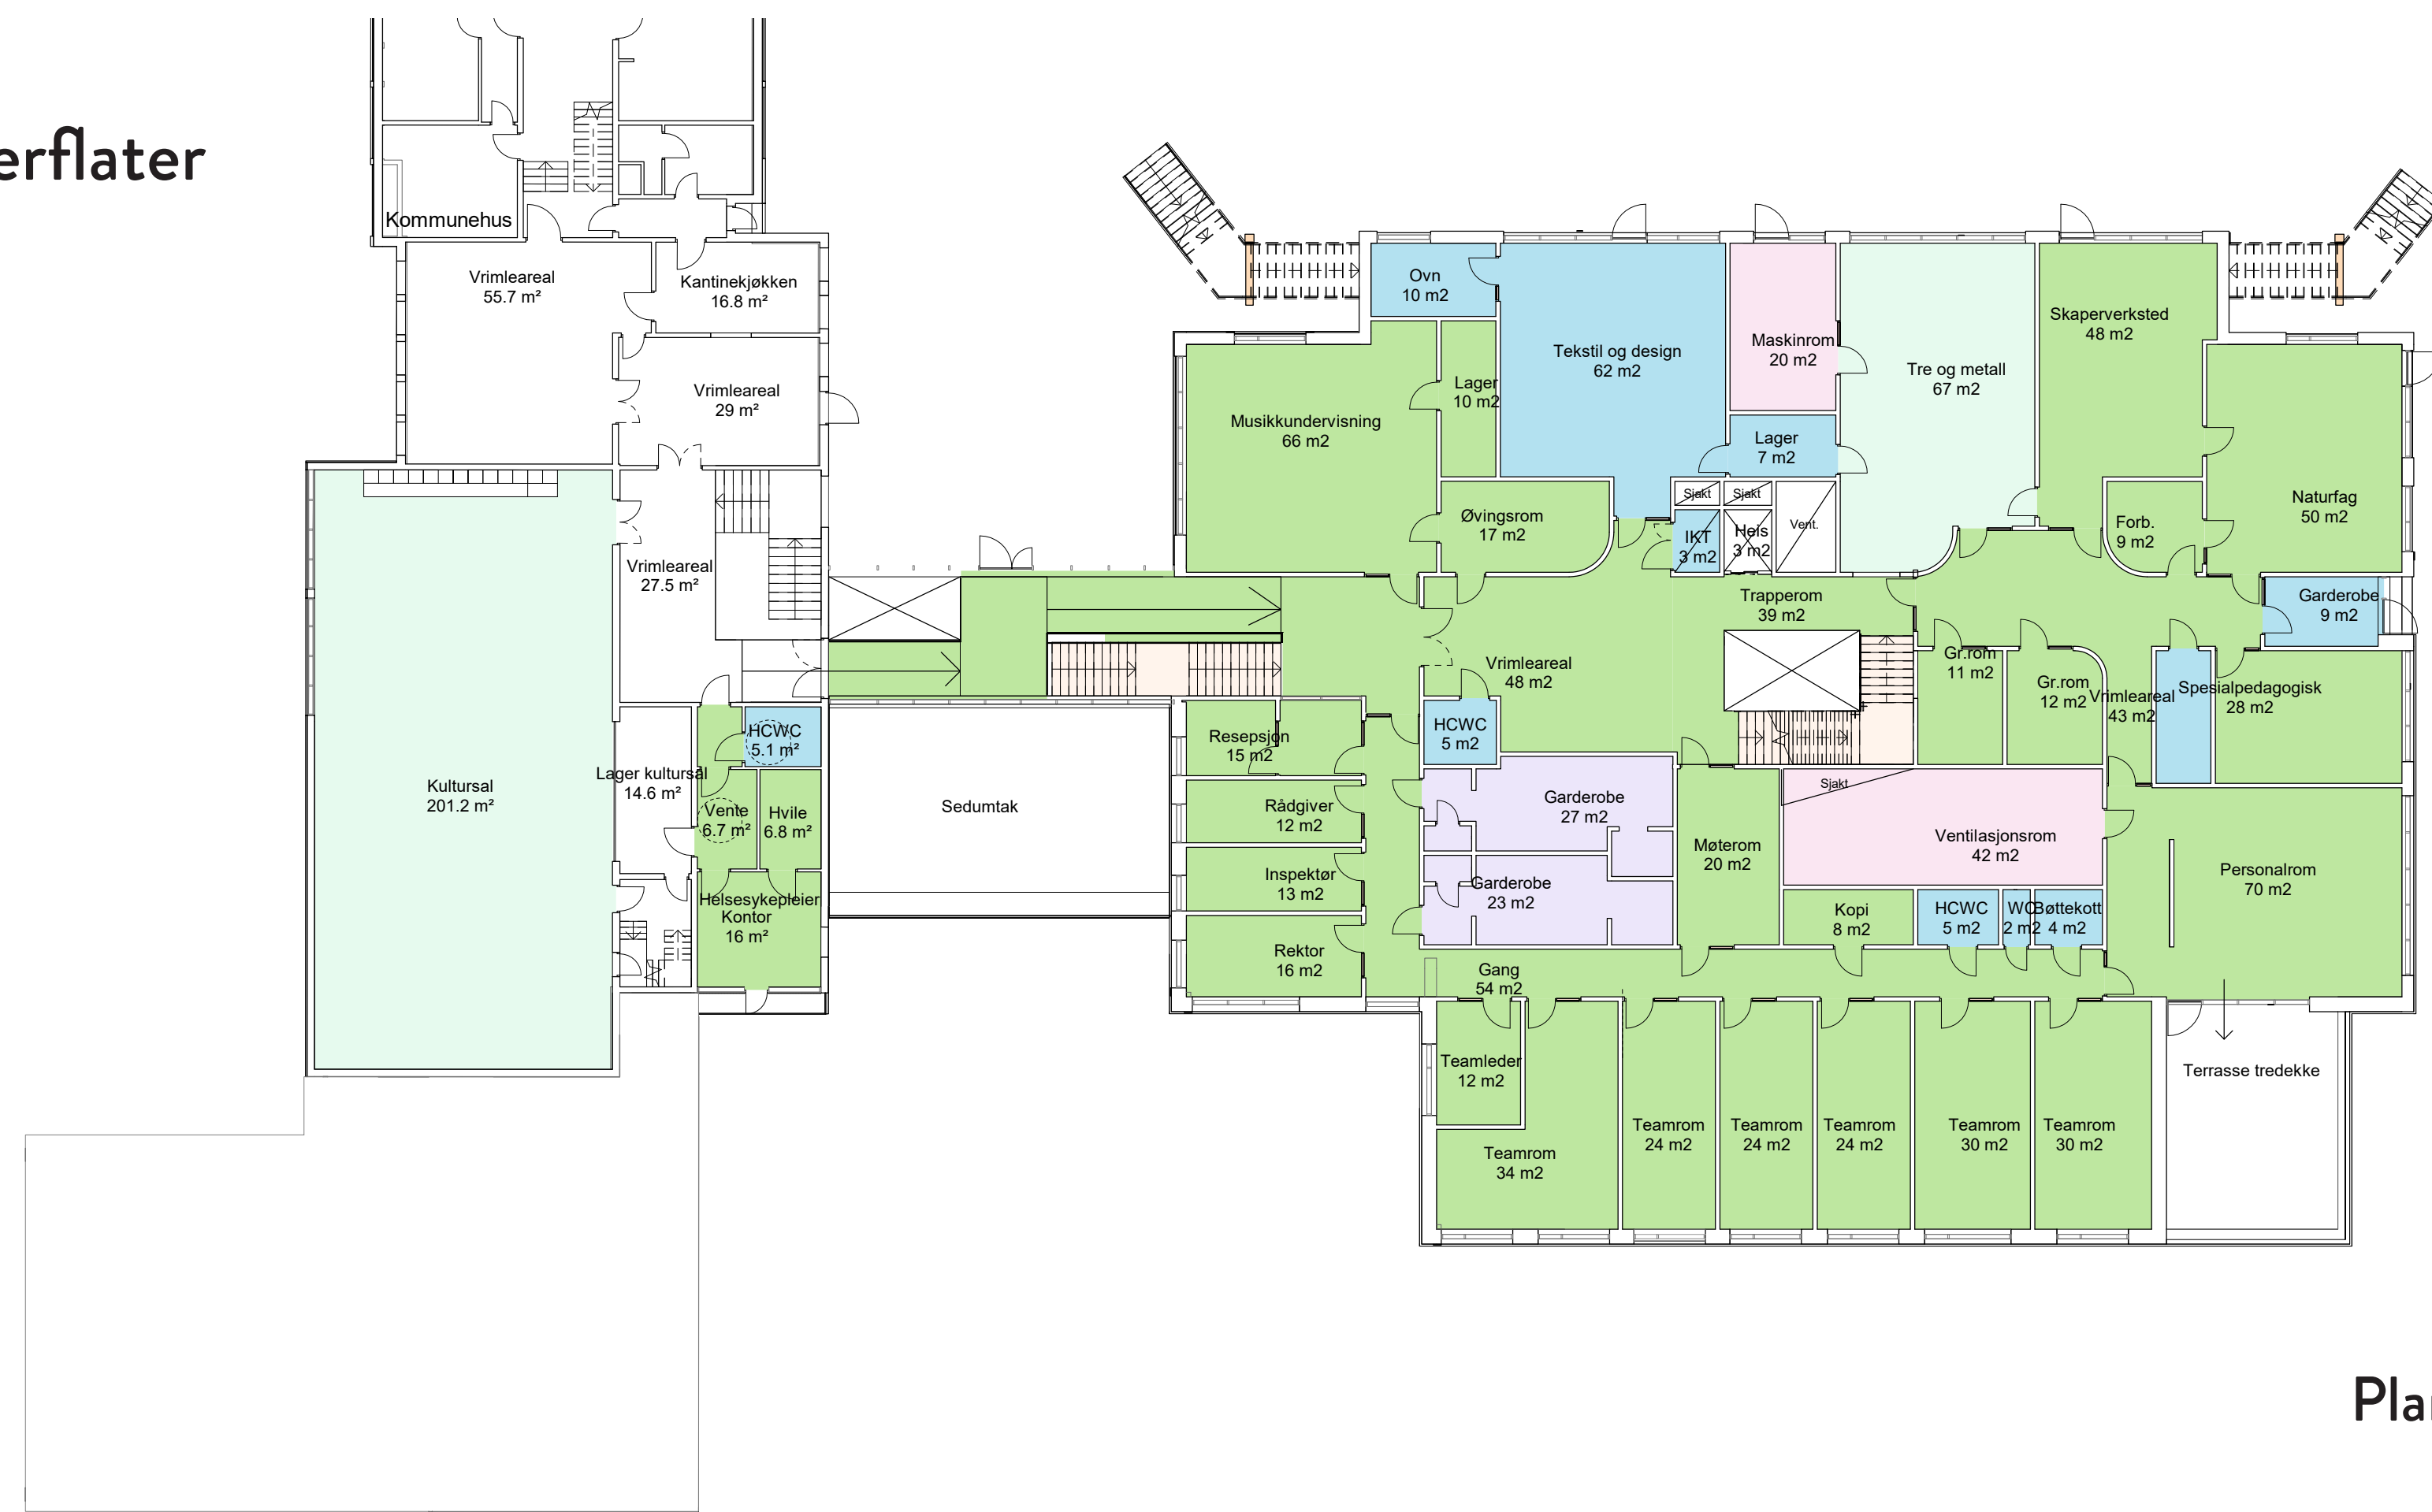 erflater
Kommunehus
Vrimleareal
55.7 m²
Kantinekjøkken
16.8 m²
Vrimleareal
29 m²
Vrimleareal
27.5 m²
Kultursal
201.2 m²
Lager kultursal
14.6 m²
HCWC
5.1 m²
Vente
6.7 m²
Hvile
6.8 m²
Helsesykepleier
Kontor
16 m²
Sedumtak
Ovn
10 m2
Musikkundervisning
66 m2
Lager
10 m2
Tekstil og design
62 m2
Maskinrom
20 m2
Lager
7 m2
Tre og metall
67 m2
Skaperverksted
48 m2
Naturfag
50 m2
Øvingsrom
17 m2
Sjakt
Sjakt
IKT
3 m2
Heis
3 m2
Vent.
Forb.
9 m2
Garderobe
9 m2
Trapperom
39 m2
Vrimleareal
48 m2
Gr.rom
11 m2
Gr.rom
12 m2
Vrimleareal
43 m2
Spesialpedagogisk
28 m2
HCWC
5 m2
Resepsjon
15 m2
Rådgiver
12 m2
Inspektør
13 m2
Rektor
16 m2
Garderobe
27 m2
Garderobe
23 m2
Møterom
20 m2
Sjakt
Ventilasjonsrom
42 m2
Kopi
8 m2
HCWC
5 m2
WC
2 m2
Bøttekott
4 m2
Personalrom
70 m2
Gang
54 m2
Teamleder
12 m2
Teamrom
34 m2
Teamrom
24 m2
Teamrom
24 m2
Teamrom
24 m2
Teamrom
30 m2
Teamrom
30 m2
Terrasse tredekke
Pla